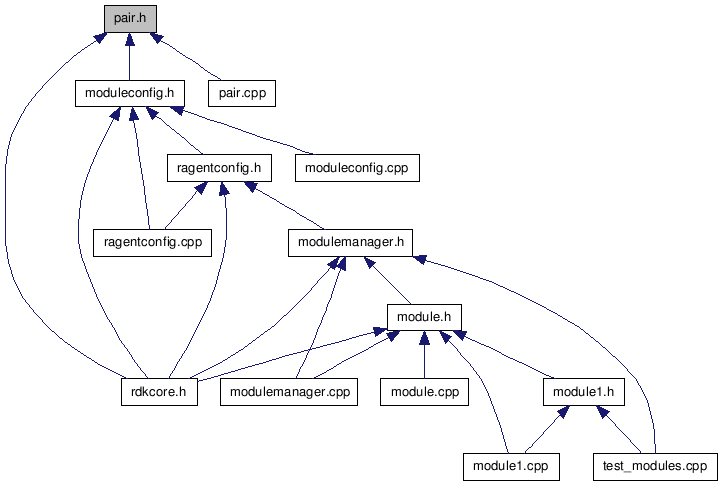 pair.h
moduleconfig.h
pair.cpp
ragentconfig.h
moduleconfig.cpp
ragentconfig.cpp
modulemanager.h
module.h
rdkcore.h
modulemanager.cpp
module.cpp
module1.h
module1.cpp
test_modules.cpp